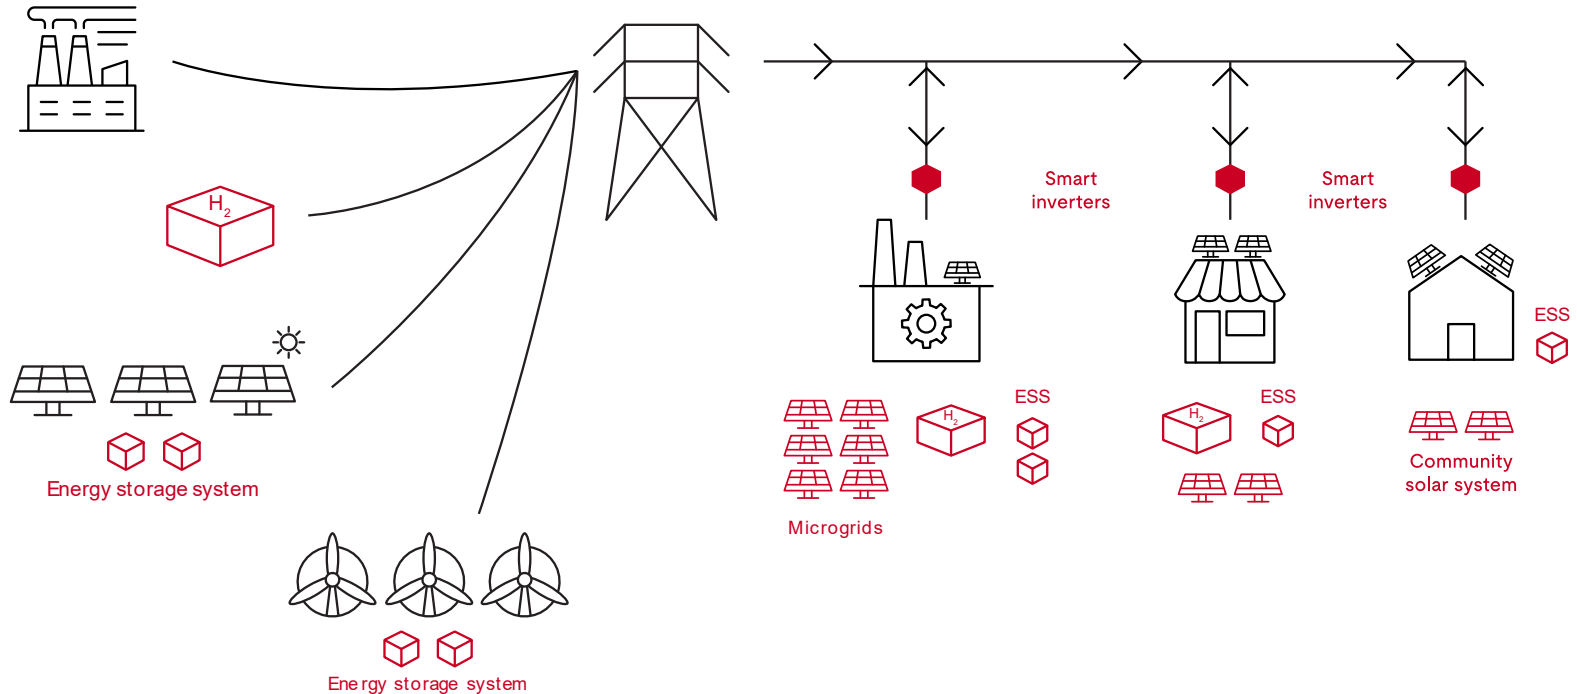 H2
Energy storage system
Energy storage system
Smart
inverters
Smart
inverters
H2
ESS
Microgrids
H2
ESS
ESS
Community
solar system